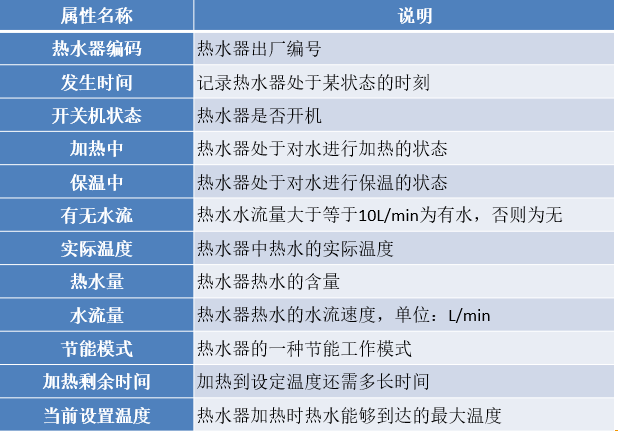 属性名称 说明
热水器编码 热水器出厂编号
发生时间 记录热水器处于某状态的时刻
开关机状态 热水器是否开机
加热中 热水器处于对水进行加热的状态
保温中 热水器处于对水进行保温的状态
有无水流 热水水流量大于等于10L/min为有水，否则为无
实际温度 热水器中热水的实际温度
热水量 热水器热水的含量
水流量 热水器热水的水流速度，单位：L/min
节能模式 热水器的一种节能工作模式
加热剩余时间 加热到设定温度还需多长时间
当前设置温度 热水器加热时热水能够到达的最大温度